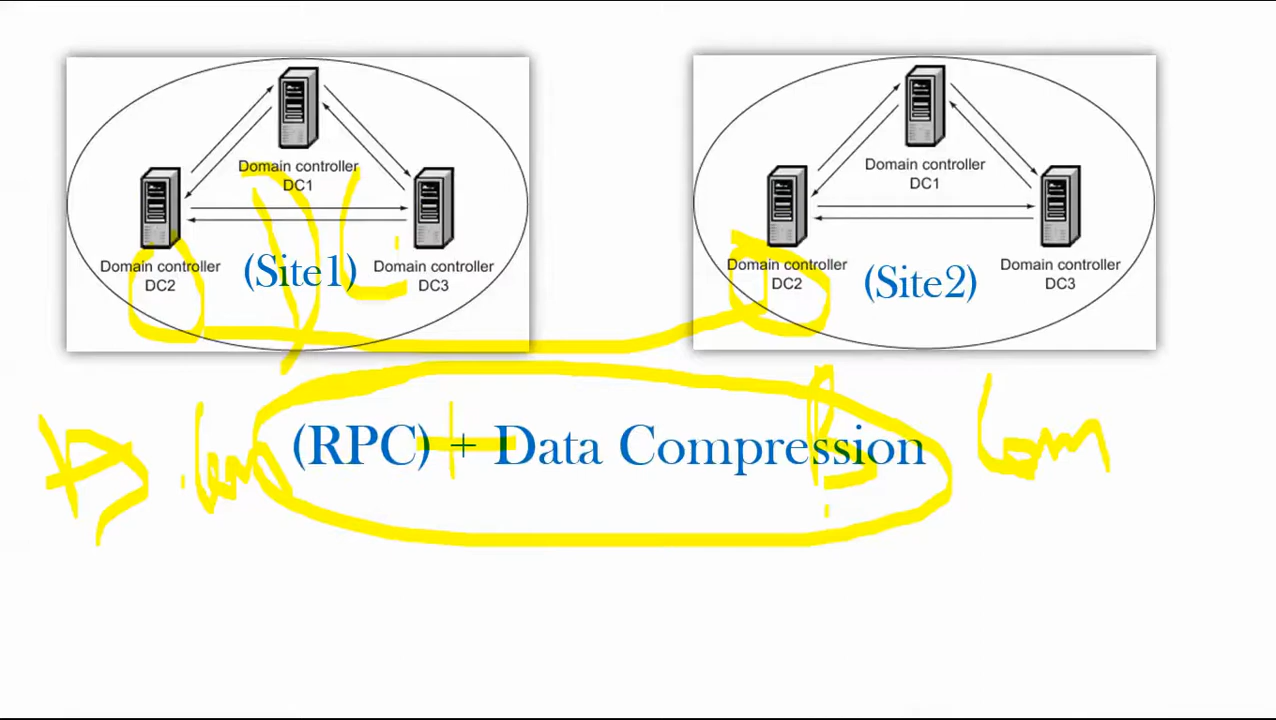 Domain controller
DC1
Domain controller
DC2
(Site1)
Domain controller
DC3
Domain controller
DC1
Domain controller
DC2
(Site2)
Domain controller
DC3
(RPC) + Data Compression